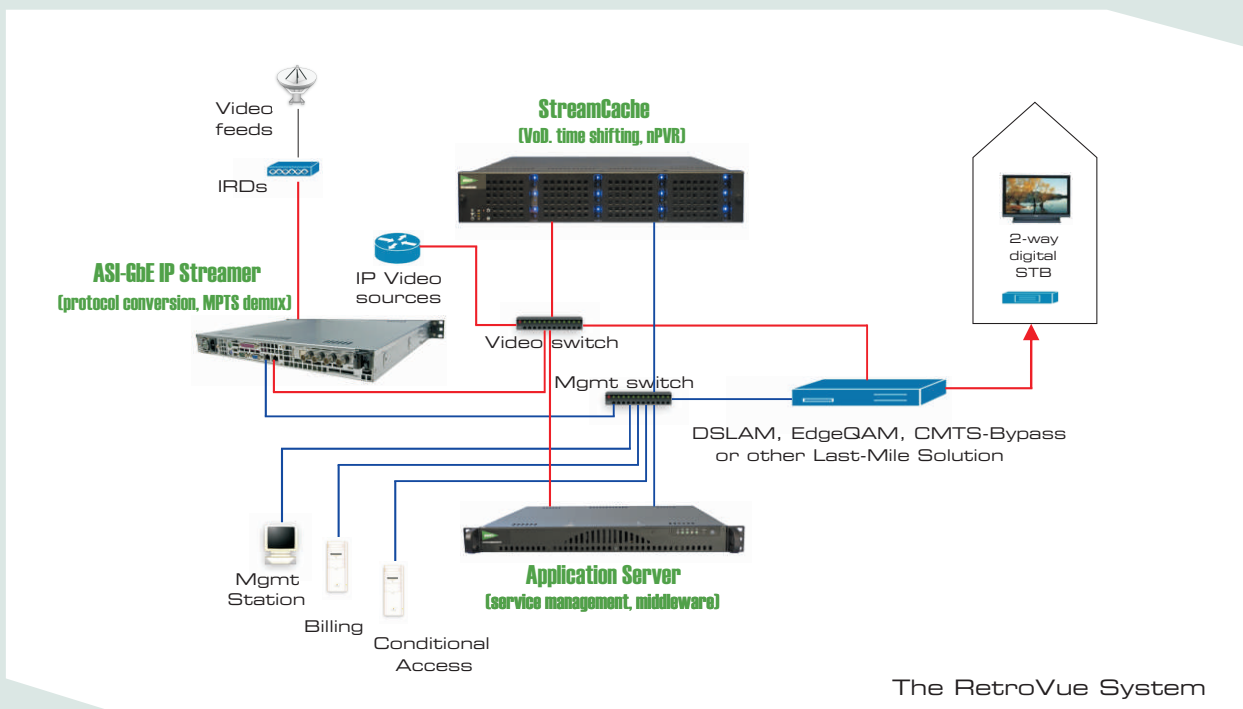 Video
feeds
IRDs
StreamCache
(VoD. time shifting, nPVR)
2-way
digital
STB
ASI-GbE IP Streamer
(protocol conversion, MPTS demux)
IP Video
sources
Video switch
Mgmt switch
DSLAM, EdgeQAM, CMTS-Bypass
or other Last-Mile Solution
Mgmt
Station
Billing
Conditional
Access
Application Server
(service management, middleware)
The RetroVue System